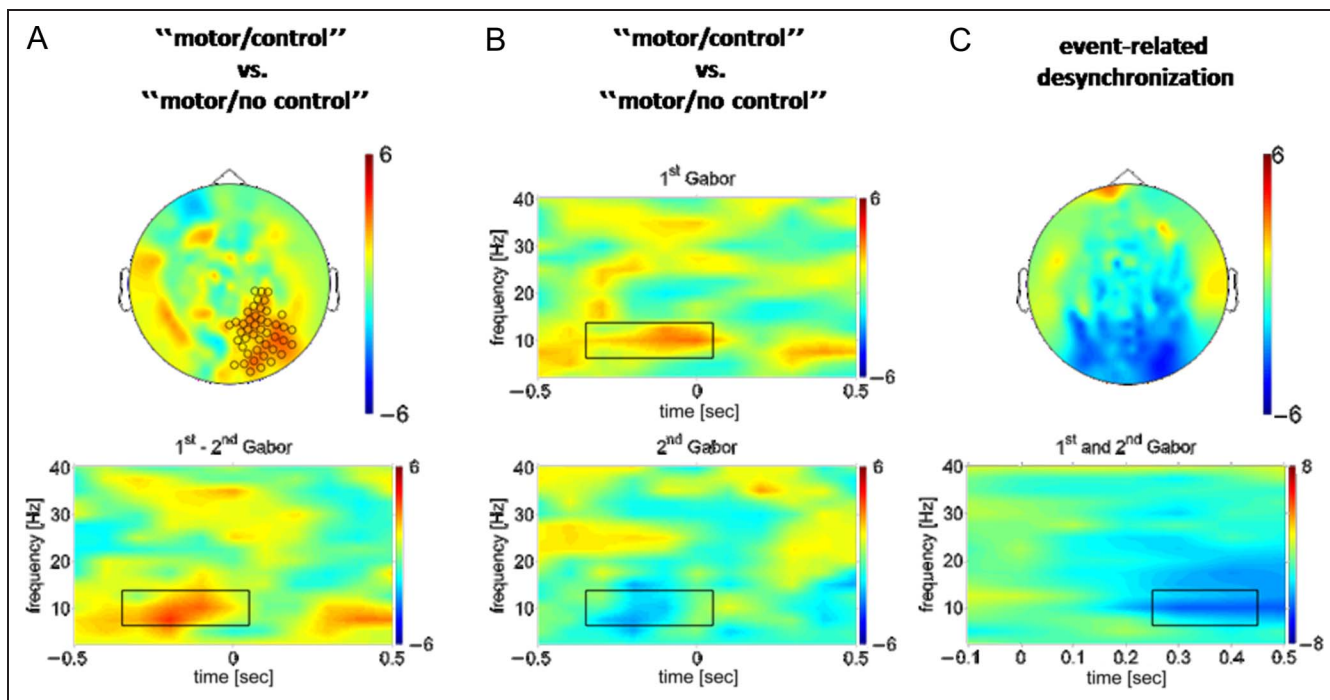 A
"motor/control"
vs.
"motor/no control"
6
−6
1st - 2nd Gabor
frequency [Hz]
40
30
20
10
−0.5
0
0.5
time [sec]
6
−6
B
"motor/control"
vs.
"motor/no control"
1st Gabor
frequency [Hz]
40
30
20
10
−0.5
0
0.5
time [sec]
6
−6
2nd Gabor
frequency [Hz]
40
30
20
10
−0.5
0
0.5
time [sec]
6
−6
C
event-related
desynchronization
6
−6
1st and 2nd Gabor
frequency [Hz]
40
30
20
10
−0.1
0
0.1
0.2
0.3
0.4
0.5
time [sec]
8
−8